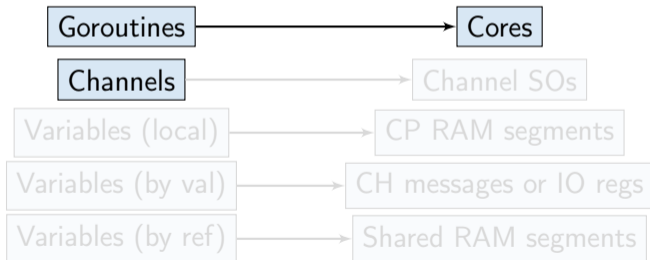 Goroutines Cores
Channels Channel SOs
Variables (local) CP RAM segments
Variables (by val) CH messages or IO regs
Variables (by ref) Shared RAM segments